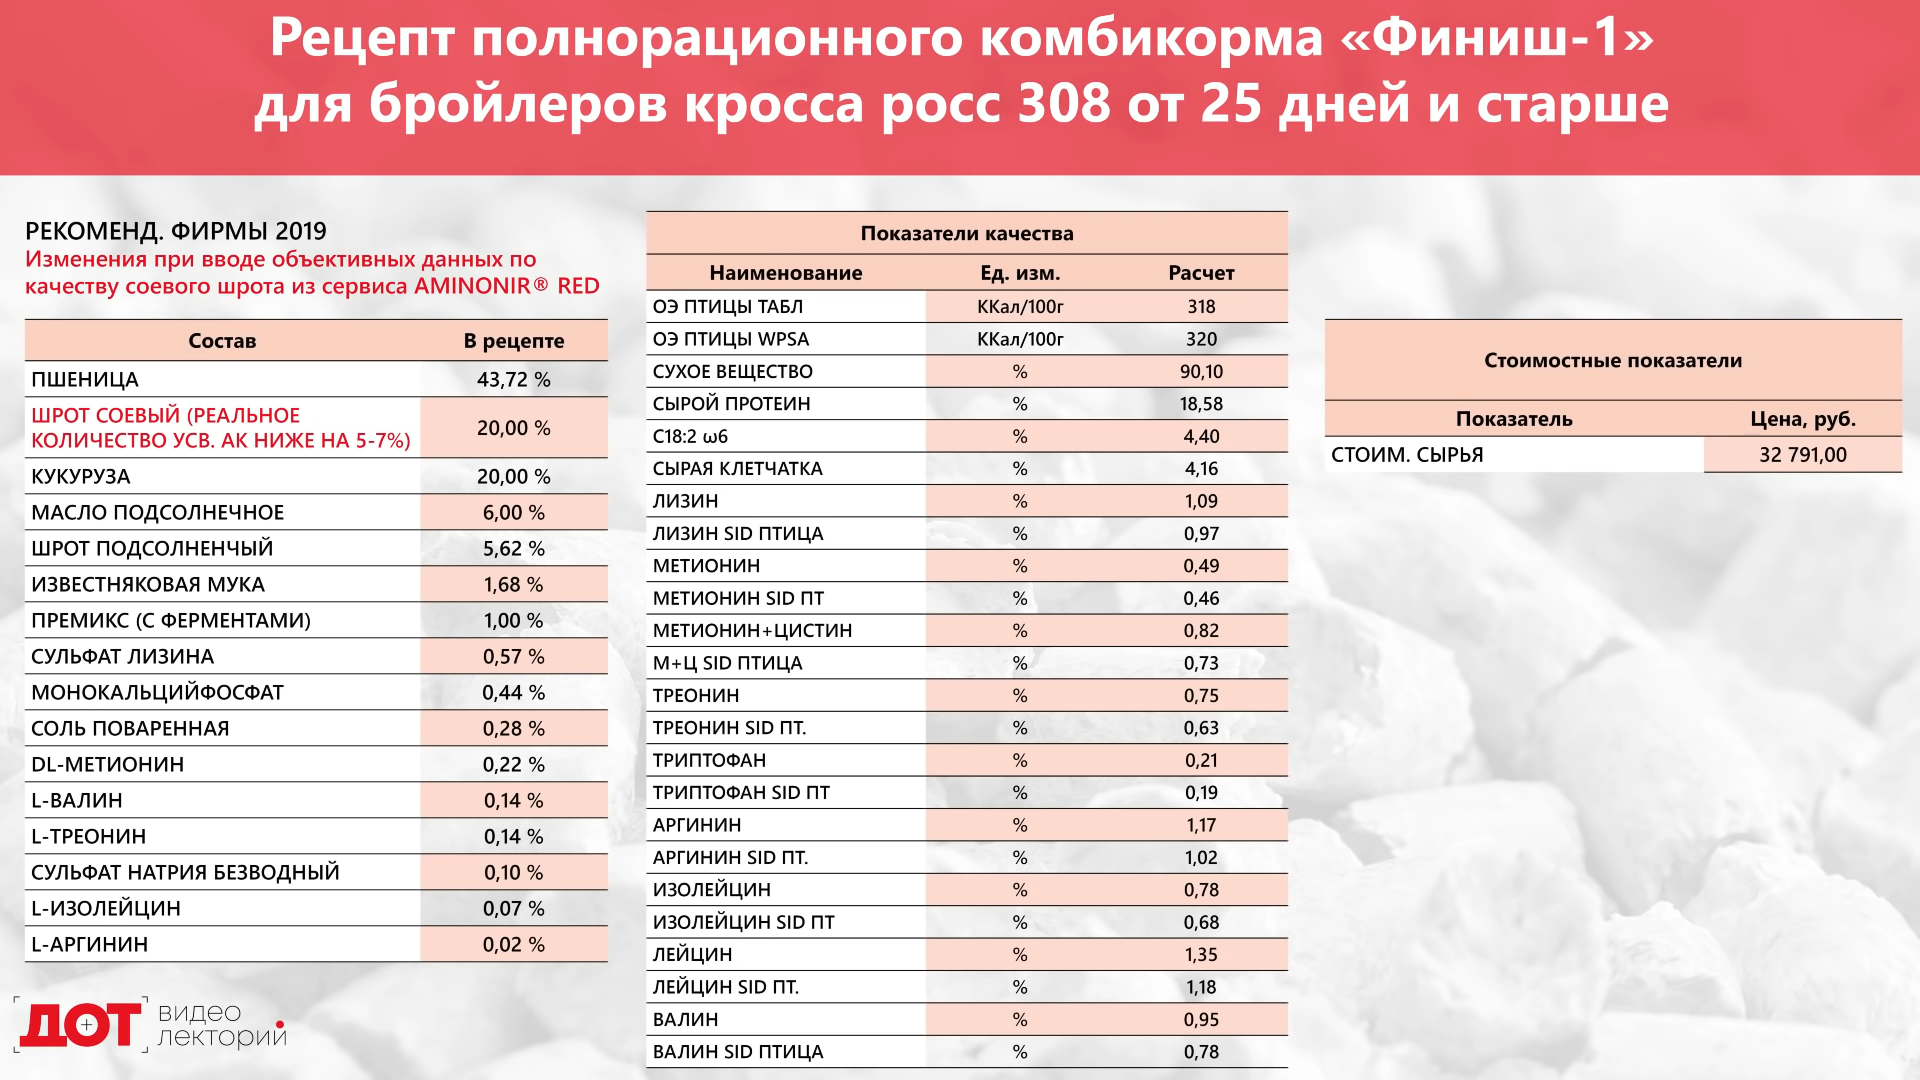 Рецепт полнорационного комбикорма «Финиш-1»
для бройлеров кросса росс 308 от 25 дней и старше
РЕКОМЕНД. ФИРМЫ 2019
Изменения при вводе объективных данных по
качеству соевого шрота из сервиса AMINONIR® RED
Состав В рецепте
ПШЕНИЦА 43,72 %
ШРОТ СОЕВЫЙ (РЕАЛЬНОЕ
КОЛИЧЕСТВО УСВ. АК НИЖЕ НА 5-7%) 20,00 %
КУКУРУЗА 20,00 %
МАСЛО ПОДСОЛНЕЧНОЕ 6,00 %
ШРОТ ПОДСОЛНЕНЧЫЙ 5,62 %
ИЗВЕСТНЯКОВАЯ МУКА 1,68 %
ПРЕМИКС (С ФЕРМЕНТАМИ) 1,00 %
СУЛЬФАТ ЛИЗИНА 0,57 %
МОНОКАЛЬЦИЙФОСФАТ 0,44 %
СОЛЬ ПОВАРЕННАЯ 0,28 %
DL-МЕТИОНИН 0,22 %
L-ВАЛИН 0,14 %
L-ТРЕОНИН 0,14 %
СУЛЬФАТ НАТРИЯ БЕЗВОДНЫЙ 0,10 %
L-ИЗОЛЕЙЦИН 0,07 %
L-АРГИНИН 0,02 %
Показатели качества
Наименование Ед. изм. Расчет
ОЭ ПТИЦЫ ТАБЛ ККал/100г 318
ОЭ ПТИЦЫ WPSA ККал/100г 320
СУХОЕ ВЕЩЕСТВО % 90,10
СЫРОЙ ПРОТЕИН % 18,58
C18:2 ω6 % 4,40
СЫРАЯ КЛЕТЧАТКА % 4,16
ЛИЗИН % 1,09
ЛИЗИН SID ПТИЦА % 0,97
МЕТИОНИН % 0,49
МЕТИОНИН SID ПТ % 0,46
МЕТИОНИН+ЦИСТИН % 0,82
М+Ц SID ПТИЦА % 0,73
ТРЕОНИН % 0,75
ТРЕОНИН SID ПТ. % 0,63
ТРИПТОФАН % 0,21
ТРИПТОФАН SID ПТ % 0,19
АРГИНИН % 1,17
АРГИНИН SID ПТ. % 1,02
ИЗОЛЕЙЦИН % 0,78
ИЗОЛЕЙЦИН SID ПТ % 0,68
ЛЕЙЦИН % 1,35
ЛЕЙЦИН SID ПТ. % 1,18
ВАЛИН % 0,95
ВАЛИН SID ПТИЦА % 0,78
Стоимостные показатели
Показатель Цена, руб.
СТОИМ. СЫРЬЯ 32 791,00
ДОТ видео
лекторий